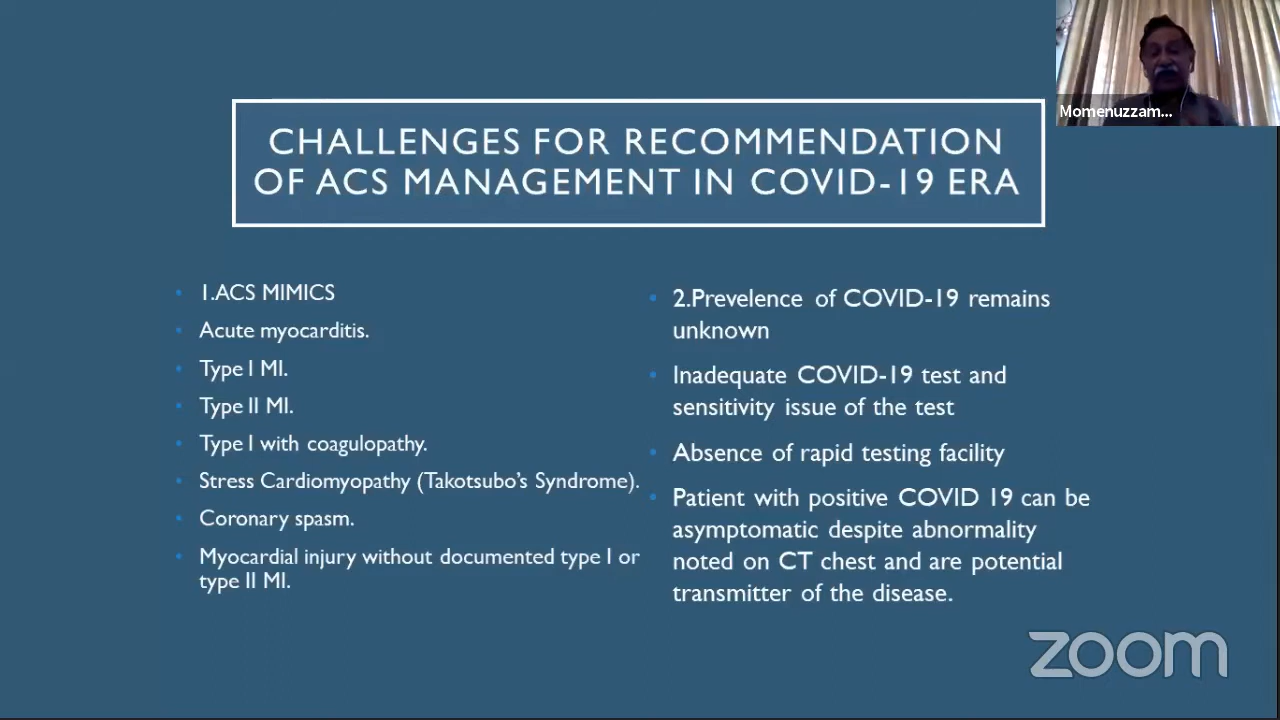 CHALLENGES FOR RECOMMENDATION
OF ACS MANAGEMENT IN COVID-19 ERA
1.ACS MIMICS
Acute myocarditis.
Type I MI.
Type II MI.
Type I with coagulopathy.
Stress Cardiomyopathy (Takotsubo's Syndrome).
Coronary spasm.
Myocardial injury without documented type I or
type II MI.
2.Prevelence of COVID-19 remains
unknown
Inadequate COVID-19 test and
sensitivity issue of the test
Absence of rapid testing facility
Patient with positive COVID 19 can be
asymptomatic despite abnormality
noted on CT chest and are potential
transmitter of the disease.
Momenuzzam...
zoom